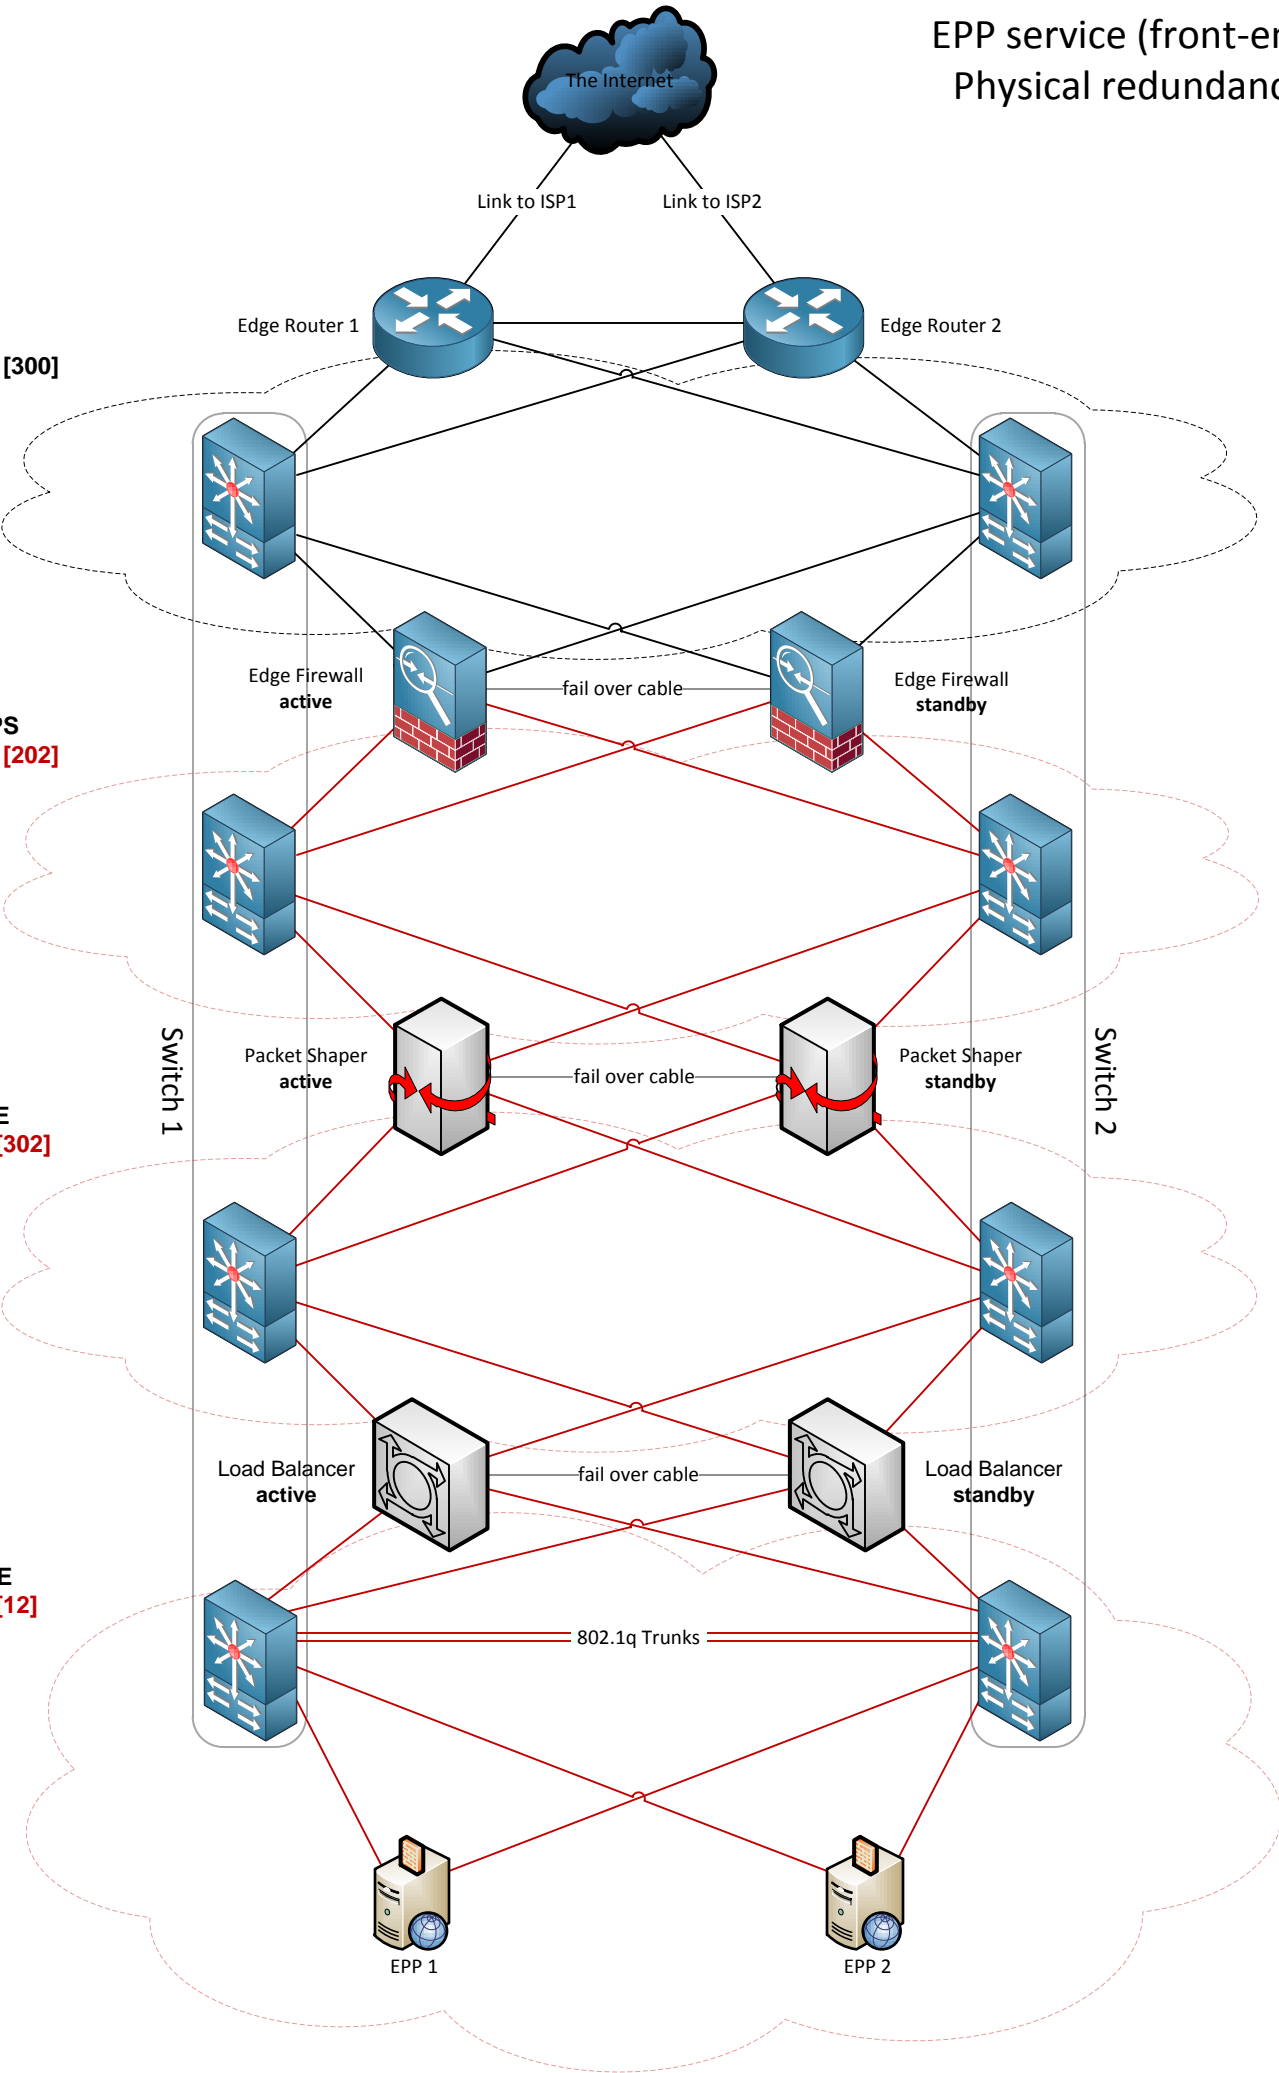 EPP service (front-en
Physical redundanc
The Internet
Link to ISP1
Link to ISP2
Edge Router 1
Edge Router 2
[300]
Edge Firewall
active
fail over cable
Edge Firewall
standby
PS
[202]
Switch 1
Switch 2
Packet Shaper
active
fail over cable
Packet Shaper
standby
E
[302]
Load Balancer
active
fail over cable
Load Balancer
standby
E
[12]
802.1q Trunks
EPP 1
EPP 2